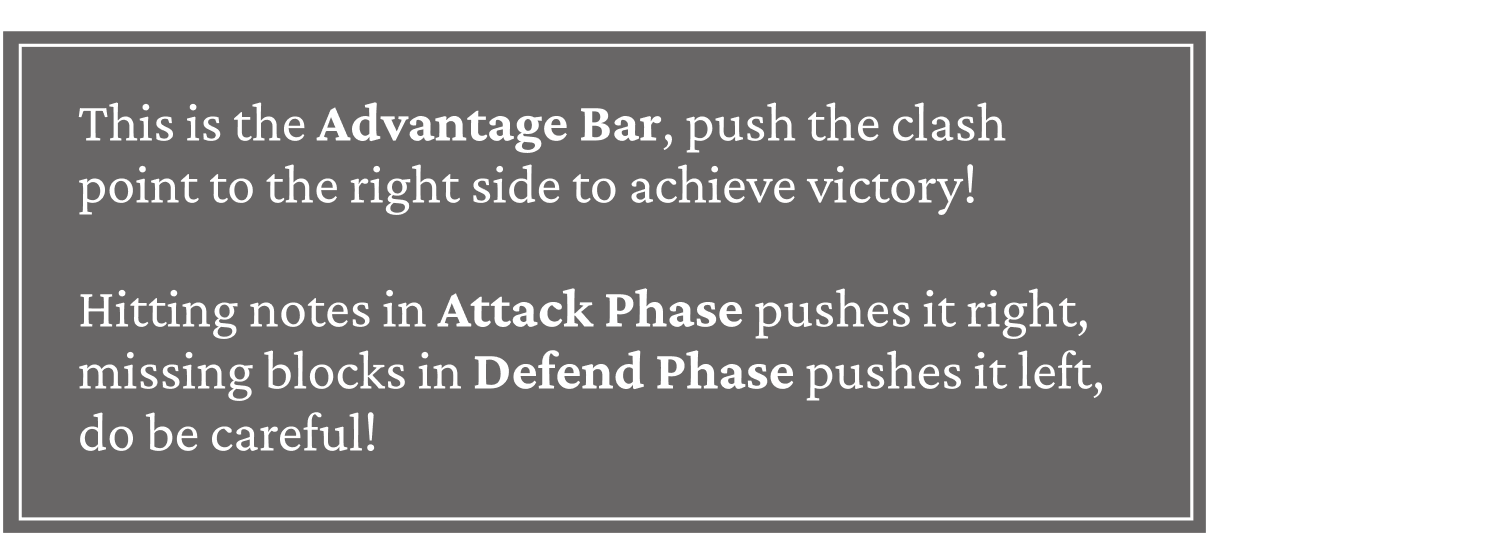 This is the Advantage Bar, push the clash
point to the right side to achieve victory!
Hitting notes in Attack Phase pushes it right,
missing blocks in Defend Phase pushes it left,
do be careful!